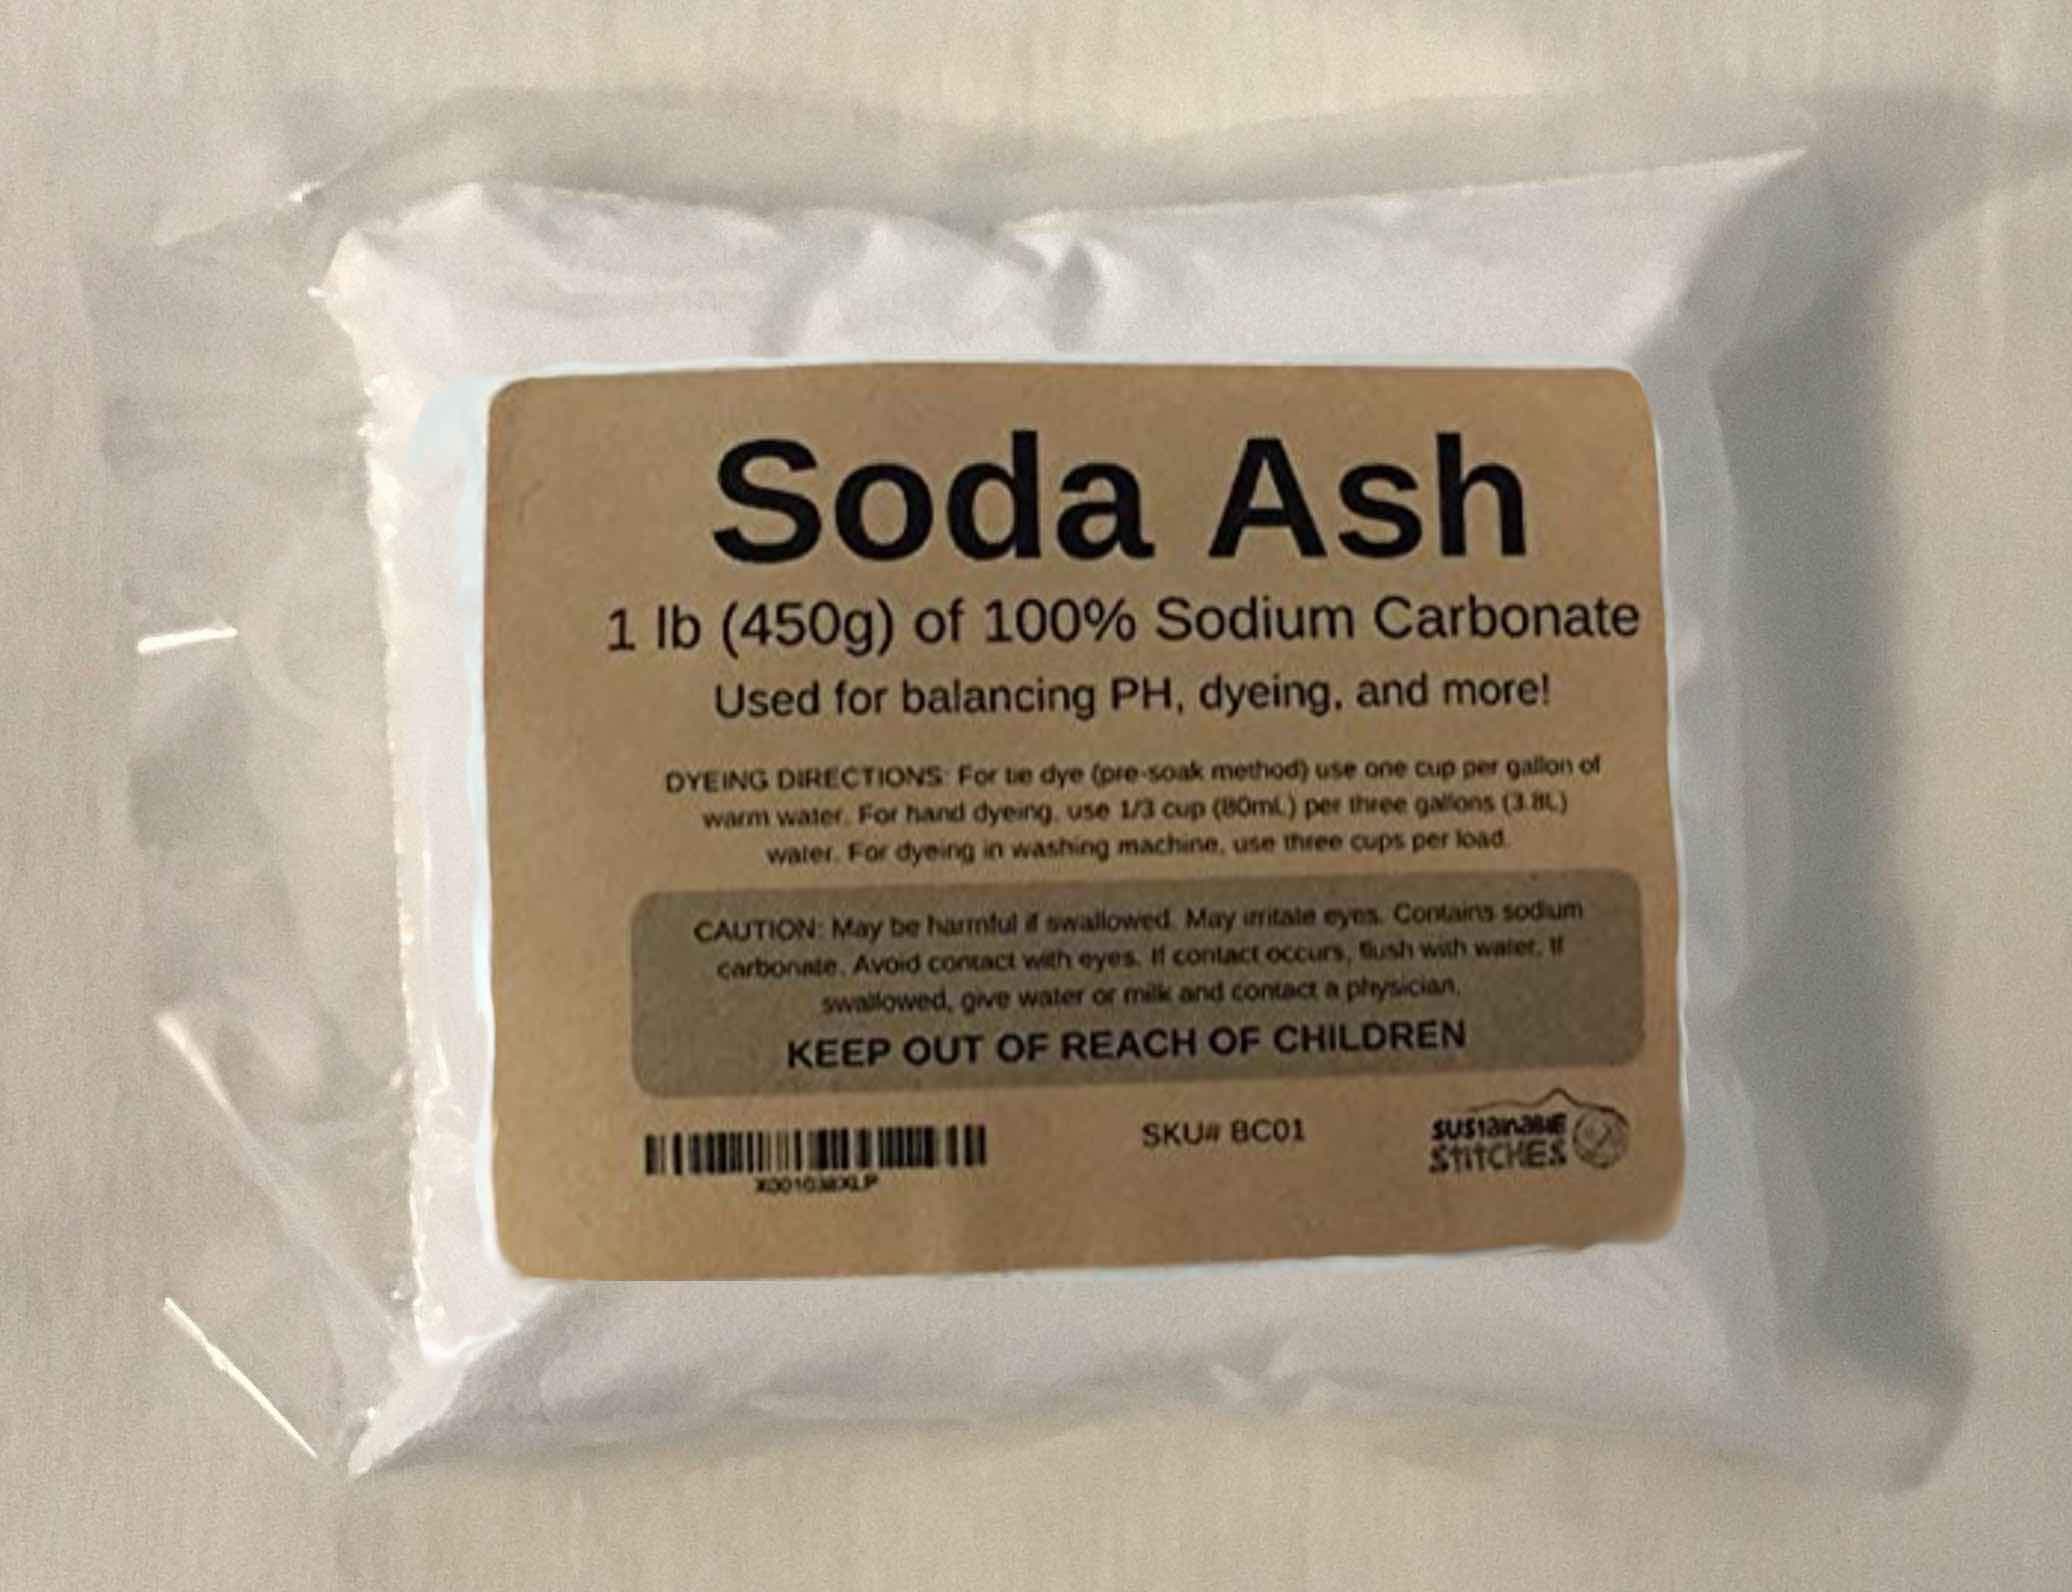 Soda Ash
1 lb (450g) of 100% Sodium Carbonate
Used for balancing PH, dyeing, and more!
DYEING DIRECTIONS: For tie dye (pre-soak method) use one cup per gallon of
warm water. For hand dyeing, use 1/3 cup (80mL) per three gallons (3.8L)
water. For dyeing in washing machine, use three cups per load.
CAUTION: May be harmful if swallowed. May irritate eyes. Contains sodium
carbonate. Avoid contact with eyes. If contact occurs, flush with water. If
swallowed, give water or milk and contact a physician.
KEEP OUT OF REACH OF CHILDREN
SKU# BC01
SUSTAINABLE
STITCHES